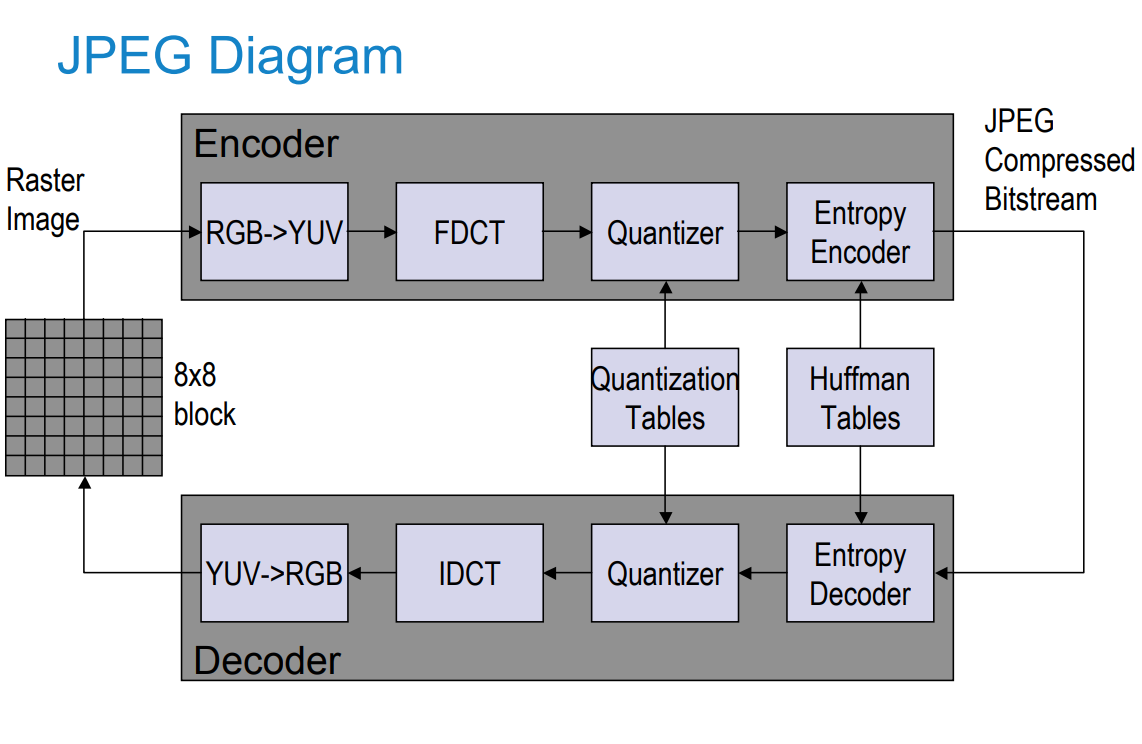 JPEG Diagram
Encoder
JPEG
Compressed
Bitstream
Raster
Image
RGB->YUV
FDCT
Quantizer
Entropy
Encoder
8x8
block
Quantization
Tables
Huffman
Tables
YUV->RGB
IDCT
Quantizer
Entropy
Decoder
Decoder